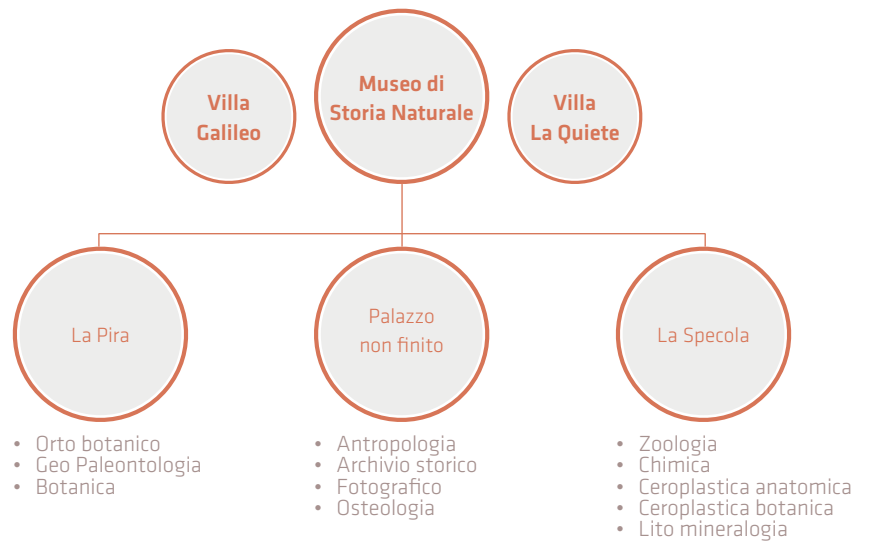 Villa
Galileo
Museo di
Storia Naturale
Villa
La Quiete
La Pira
Palazzo
non finito
La Specola
• Orto botanico
• Geo Paleontologia
• Botanica
• Antropologia
• Archivio storico
• Fotografico
• Osteologia
• Zoologia
• Chimica
• Ceroplastica anatomica
• Ceroplastica botanica
• Lito mineralogia